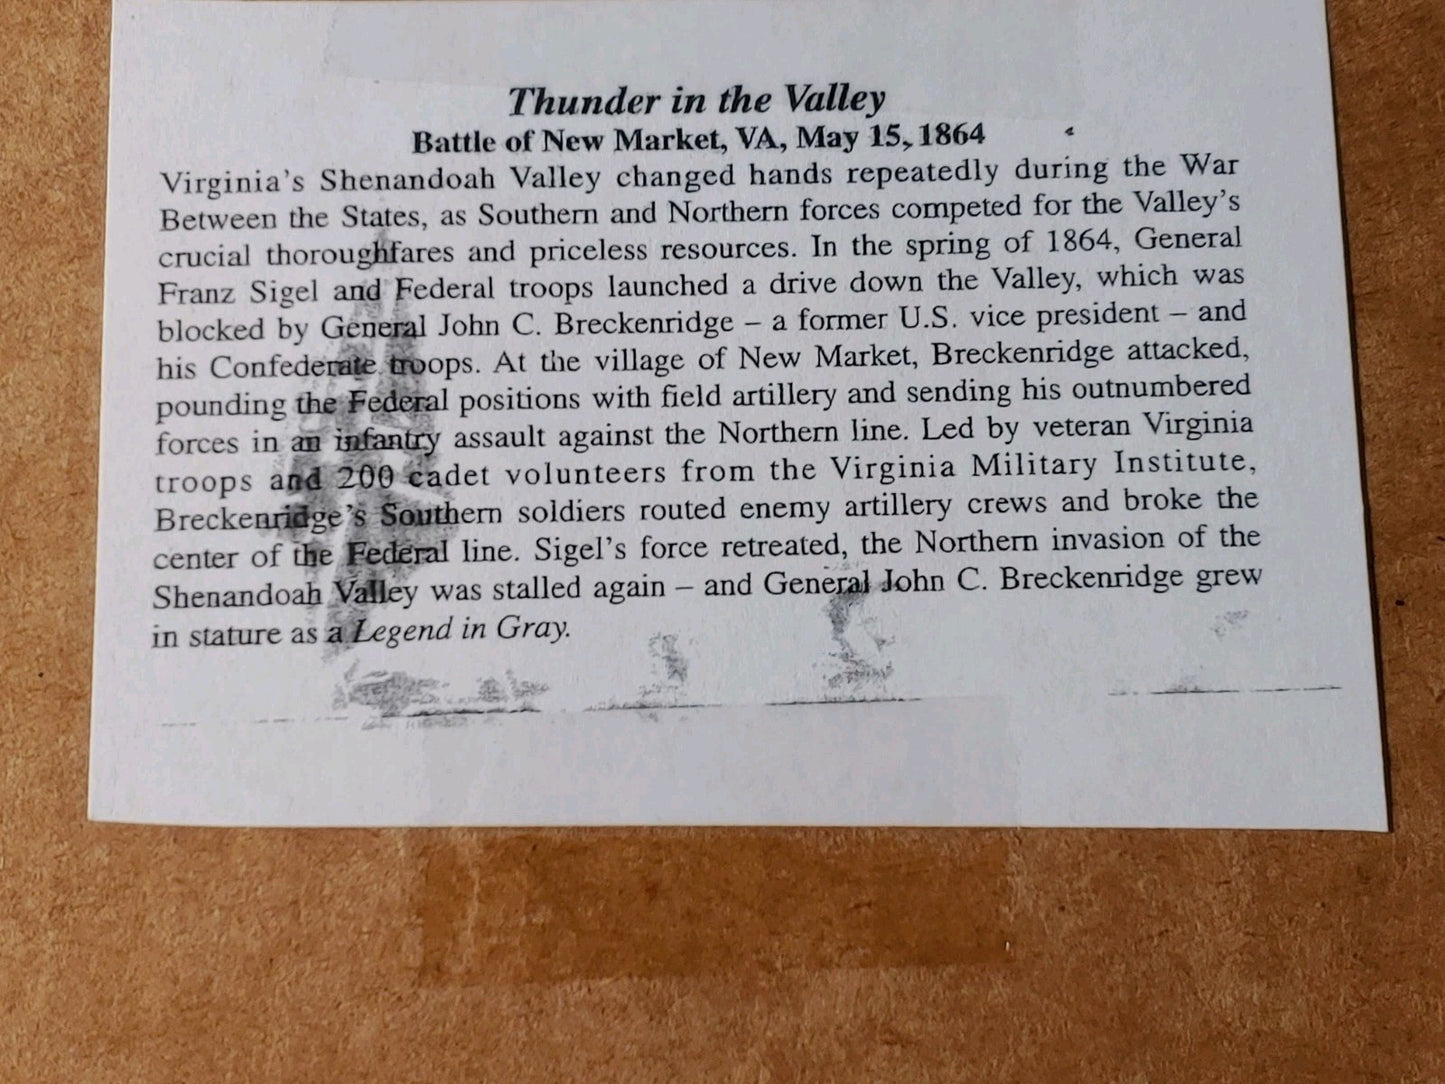 Thunder in the Valley
Battle of New Market, VA, May 15, 1864
Virginia's Shenandoah Valley changed hands repeatedly during the War
Between the States, as Southern and Northern forces competed for the Valley's
crucial thoroughfares and priceless resources. In the spring of 1864, General
Franz Sigel and Federal troops launched a drive down the Valley, which was
blocked by General John C. Breckenridge – a former U.S. vice president – and
his Confederate troops. At the village of New Market, Breckenridge attacked,
pounding the Federal positions with field artillery and sending his outnumbered
forces in an infantry assault against the Northern line. Led by veteran Virginia
troops and 200 cadet volunteers from the Virginia Military Institute,
Breckenridge's Southern soldiers routed enemy artillery crews and broke the
center of the Federal line. Sigel's force retreated, the Northern invasion of the
Shenandoah Valley was stalled again – and General John C. Breckenridge grew
in stature as a Legend in Gray.